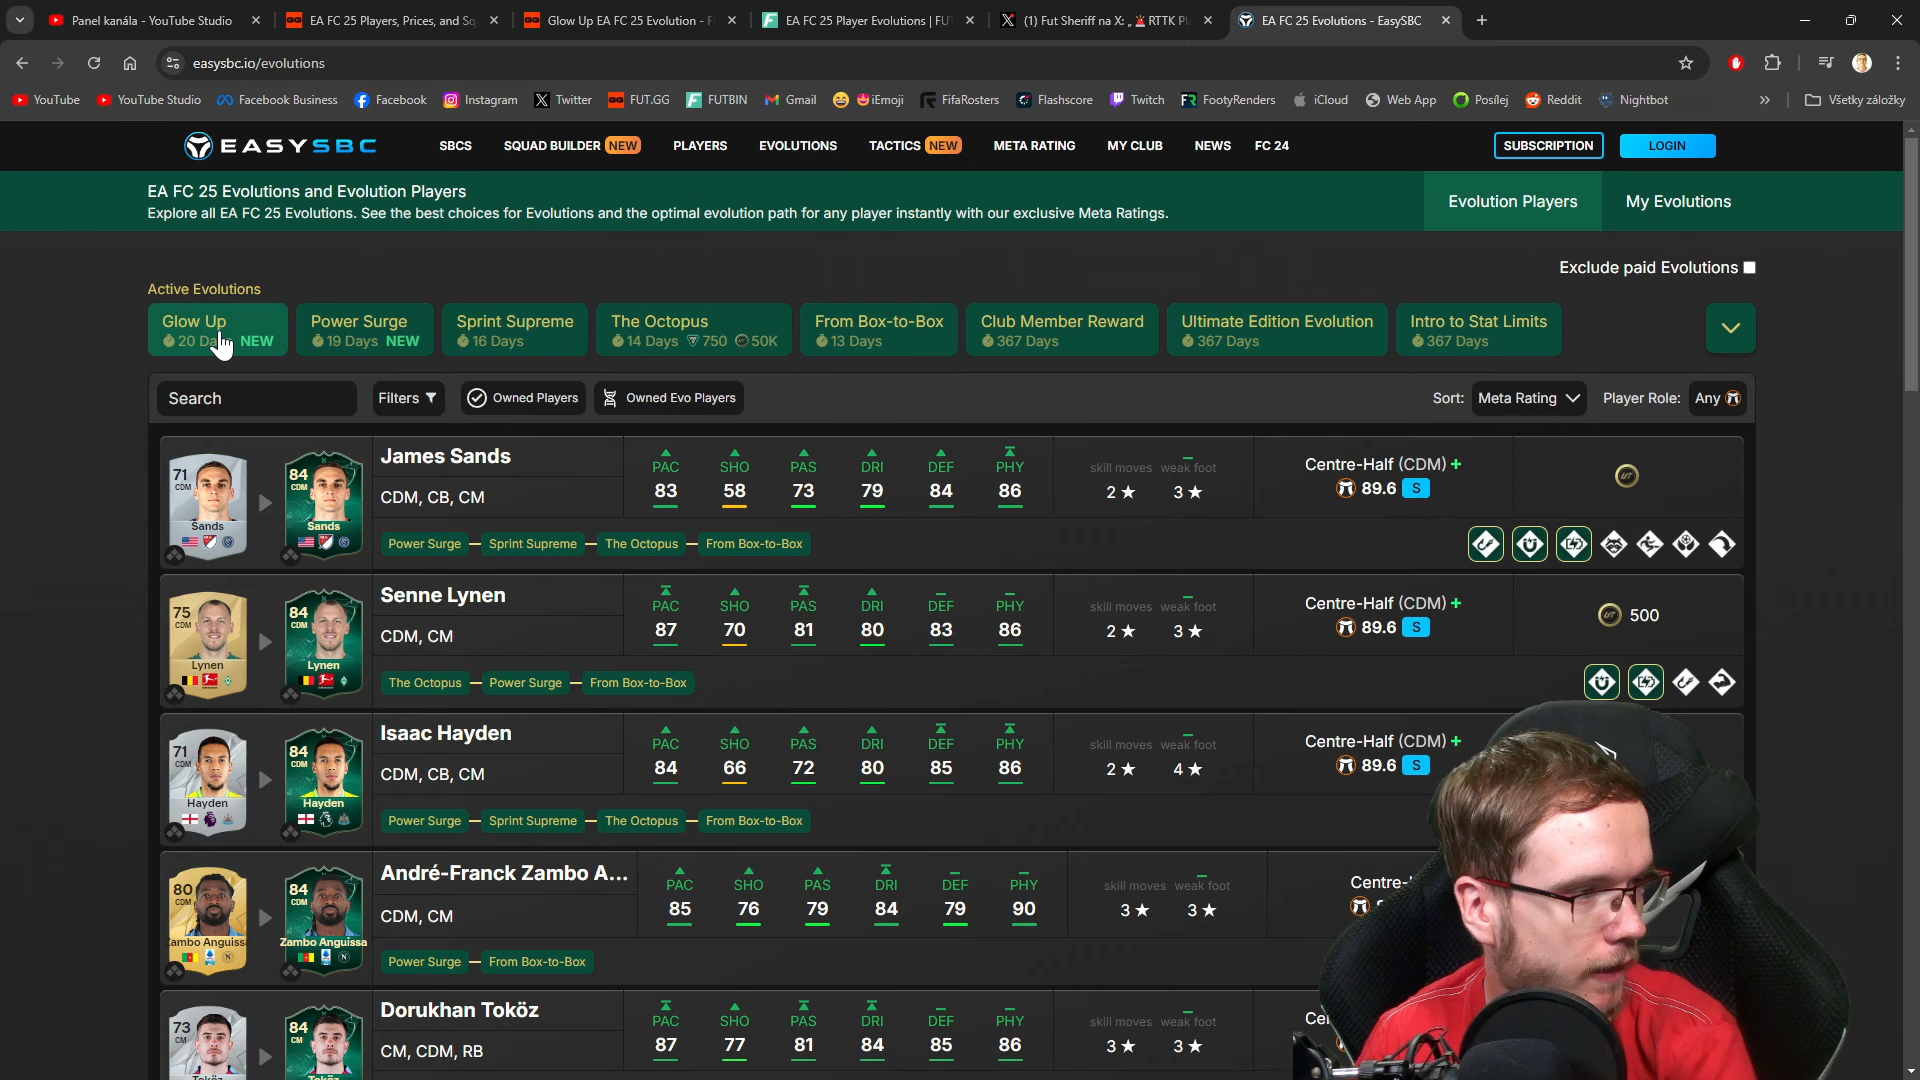 Panel kanála - YouTube Studio
EA FC 25 Players, Prices, and Sq
Glow Up EA FC 25 Evolution - F
EA FC 25 Player Evolutions | FUT
(1) Fut Sheriff na X: „🚨RTTK Pl
EA FC 25 Evolutions - EasySBC
easysbc.io/evolutions
YouTube YouTube Studio Facebook Business Facebook Instagram Twitter FUT.GG FUTBIN Gmail iEmoji FifaRosters Flashscore Twitch FootyRenders iCloud Web App Posílej Reddit Nightbot » Všetky záložky
EASYSBC SBCS SQUAD BUILDER NEW PLAYERS EVOLUTIONS TACTICS NEW META RATING MY CLUB NEWS FC 24 SUBSCRIPTION LOGIN
EA FC 25 Evolutions and Evolution Players
Explore all EA FC 25 Evolutions. See the best choices for Evolutions and the optimal evolution path for any player instantly with our exclusive Meta Ratings.
Evolution Players My Evolutions
Exclude paid Evolutions
Active Evolutions
Glow Up Power Surge Sprint Supreme The Octopus From Box-to-Box Club Member Reward Ultimate Edition Evolution Intro to Stat Limits
20 NEW 19 Days NEW 16 Days 14 Days 750 50K 13 Days 367 Days 367 Days 367 Days
Search Filters Owned Players Owned Evo Players Sort: Meta Rating Player Role: Any
71 CDM Sands
84 CDM Sands
James Sands
CDM, CB, CM
PAC SHO PAS DRI DEF PHY
83 58 73 79 84 86
skill moves weak foot
2 ★ 3 ★
Centre-Half (CDM) +
89.6 S
Power Surge Sprint Supreme The Octopus From Box-to-Box
75 CDM Lynen
84 CDM Lynen
Senne Lynen
CDM, CM
PAC SHO PAS DRI DEF PHY
87 70 81 80 83 86
skill moves weak foot
2 ★ 3 ★
Centre-Half (CDM) +
89.6 S
500
The Octopus Power Surge From Box-to-Box
71 CDM Hayden
84 CDM Hayden
Isaac Hayden
CDM, CB, CM
PAC SHO PAS DRI DEF PHY
84 66 72 80 85 86
skill moves weak foot
2 ★ 4 ★
Centre-Half (CDM) +
89.6 S
Power Surge Sprint Supreme The Octopus From Box-to-Box
80 CDM Zambo Anguissa
84 CDM Zambo Anguissa
André-Franck Zambo A...
CDM, CM
PAC SHO PAS DRI DEF PHY
85 76 79 84 79 90
skill moves weak foot
3 ★ 3 ★
Centre-
Power Surge From Box-to-Box
73 CM
84 CM
Dorukhan Toköz
CM, CDM, RB
PAC SHO PAS DRI DEF PHY
87 77 81 84 85 86
skill moves weak foot
3 ★ 3 ★